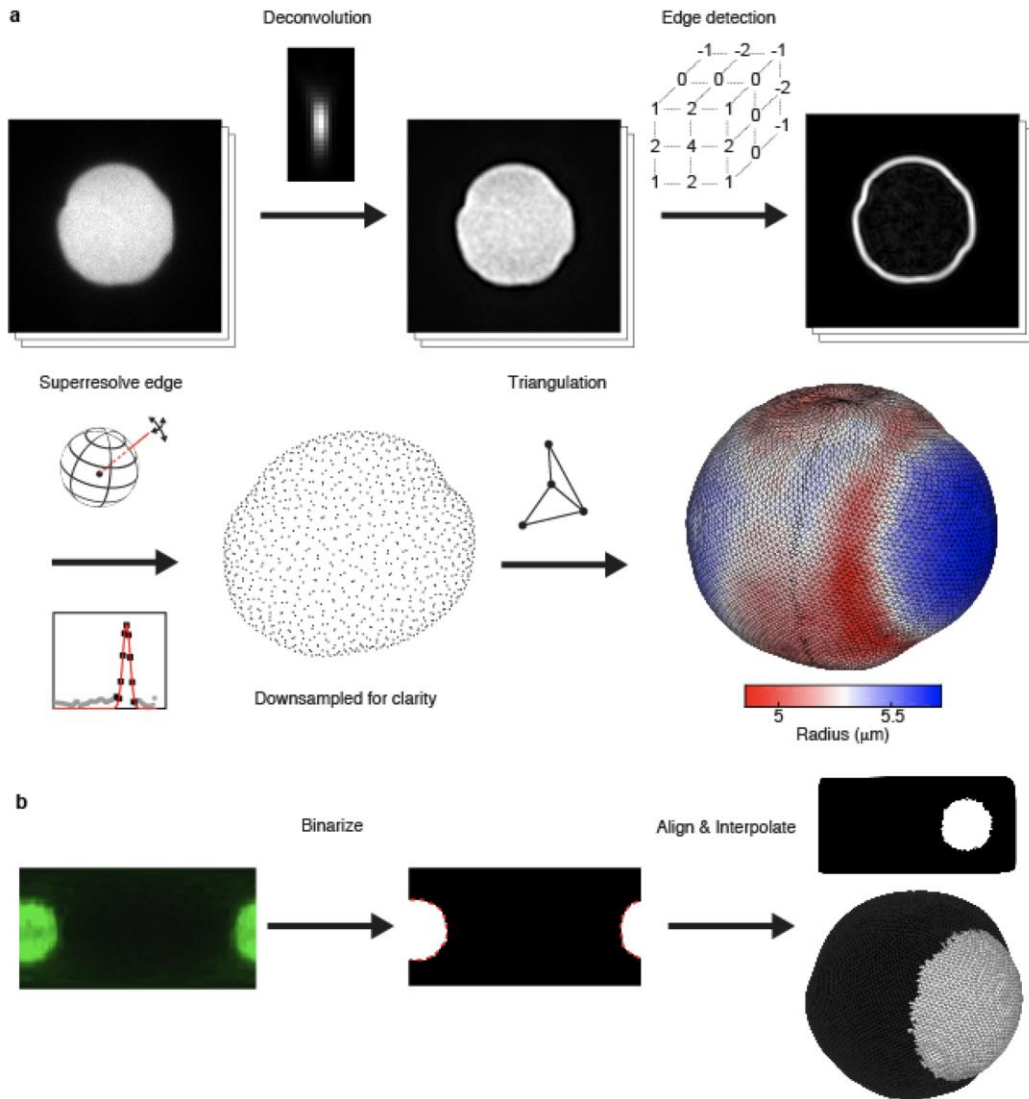 a
Deconvolution
Edge detection
-1 -2 -1
0 0 0 -2
1 2 1 0 -1
2 4 2 0
1 2 1
Superresolve edge
Triangulation
Downsampled for clarity
5 5.5
Radius (μm)
b
Binarize
Align & Interpolate